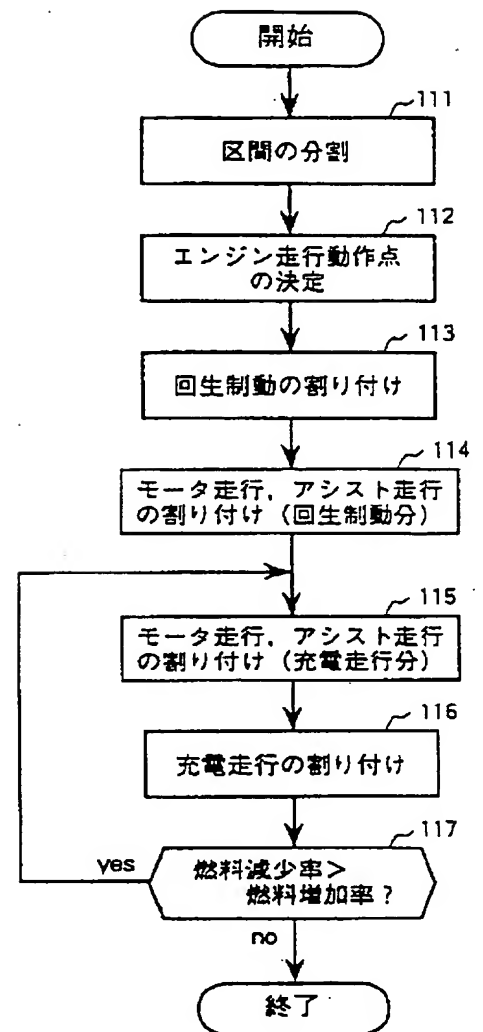 開始
111
区間の分割
112
エンジン走行動作点
の決定
113
回生制動の割り付け
114
モータ走行，アシスト走行
の割り付け（回生制動分）
115
モータ走行，アシスト走行
の割り付け（充電走行分）
116
充電走行の割り付け
117
yes
燃料減少率>
燃料増加率？
no
終了